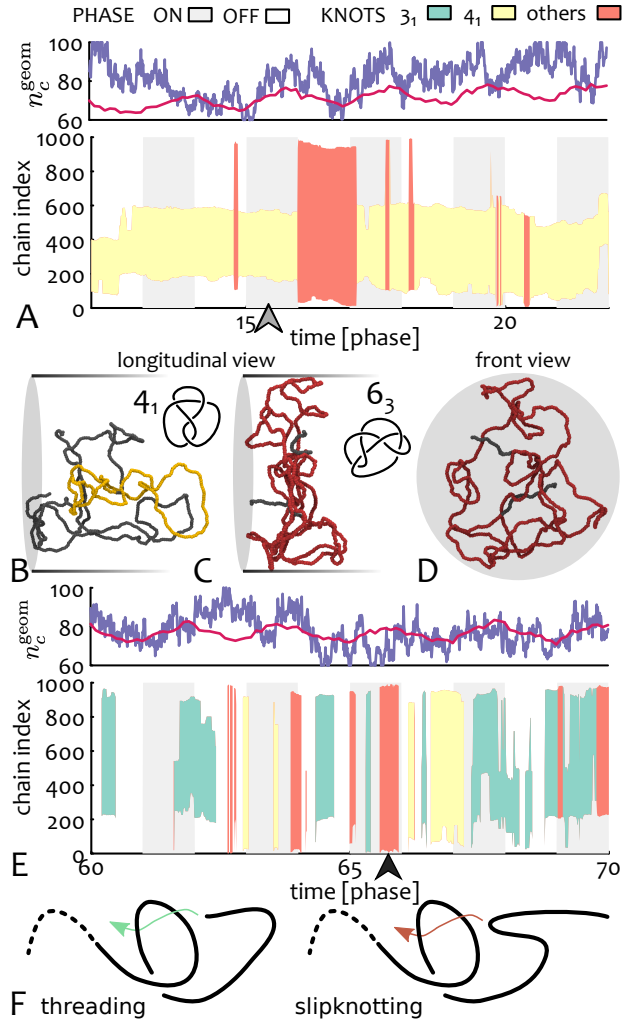 PHASE ON OFF KNOTS 3₁ 4₁ others
100
80
60
n_c^geom
1000
800
600
400
200
0
chain index
15 20
time [phase]
A
longitudinal view front view
4₁ 6₃
B C D
100
80
60
n_c^geom
1000
800
600
400
200
0
chain index
60 65 70
time [phase]
E
F threading slipknotting